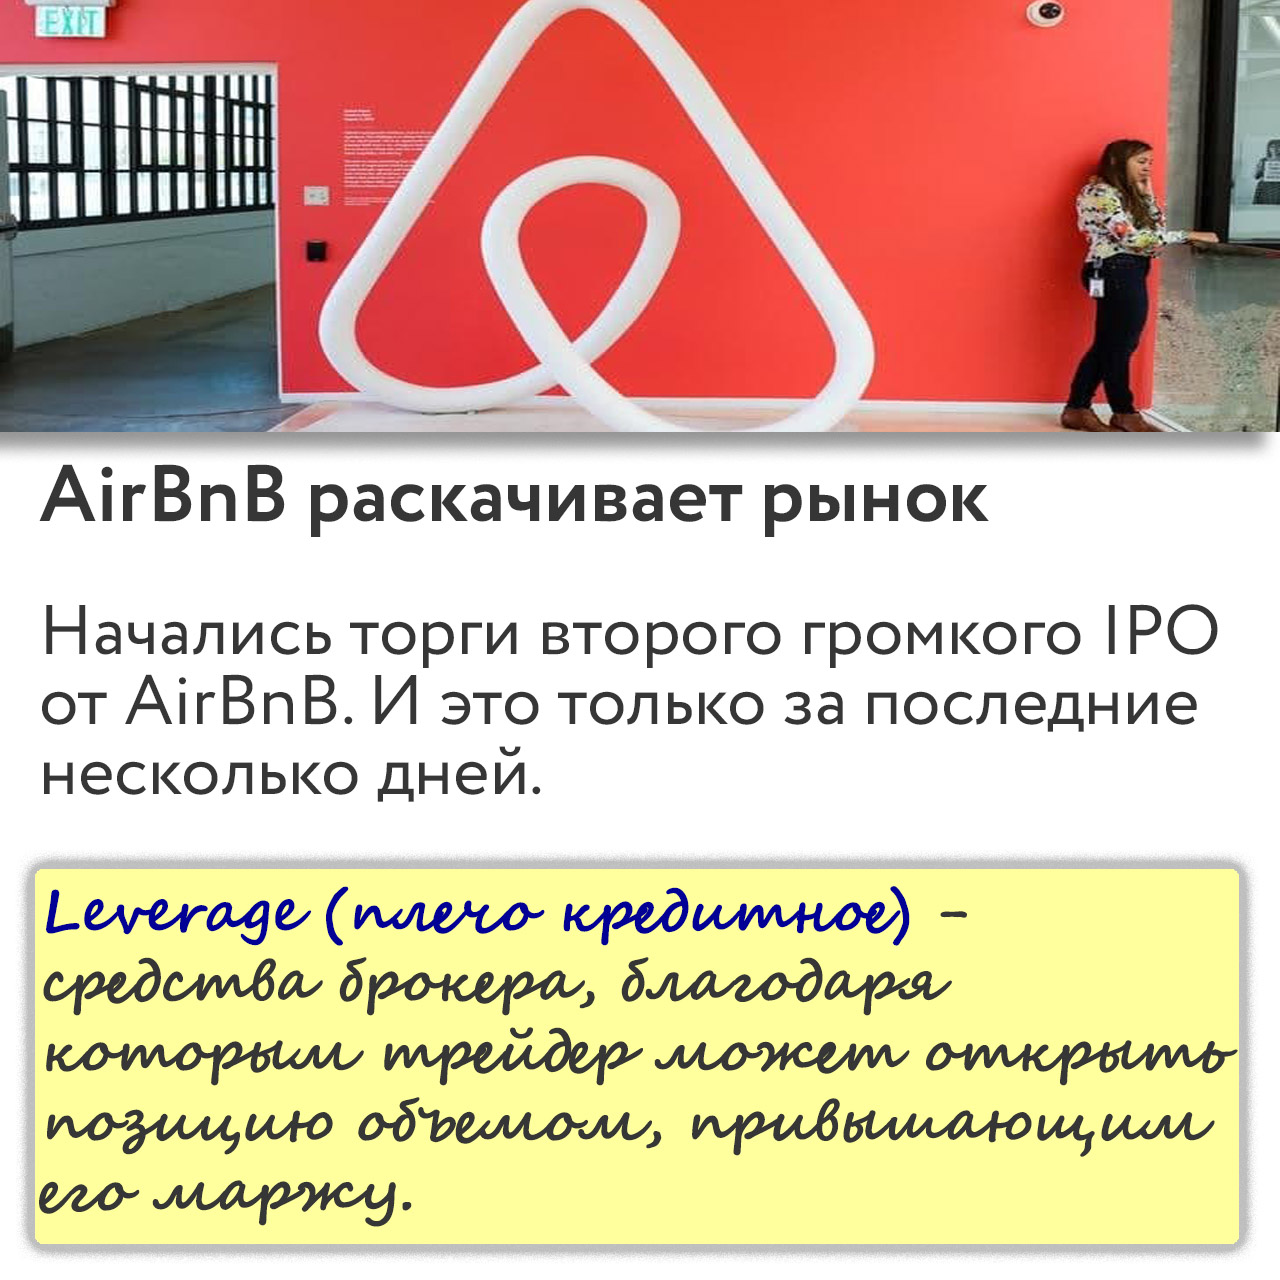 EXIT
AirBnB раскачивает рынок
Начались торги второго громкого IPO
от AirBnB. И это только за последние
несколько дней.
Leverage (плечо кредитное) –
средства брокера, благодаря
которым трейдер может открыть
позицию объемом, привышающим
его маржу.